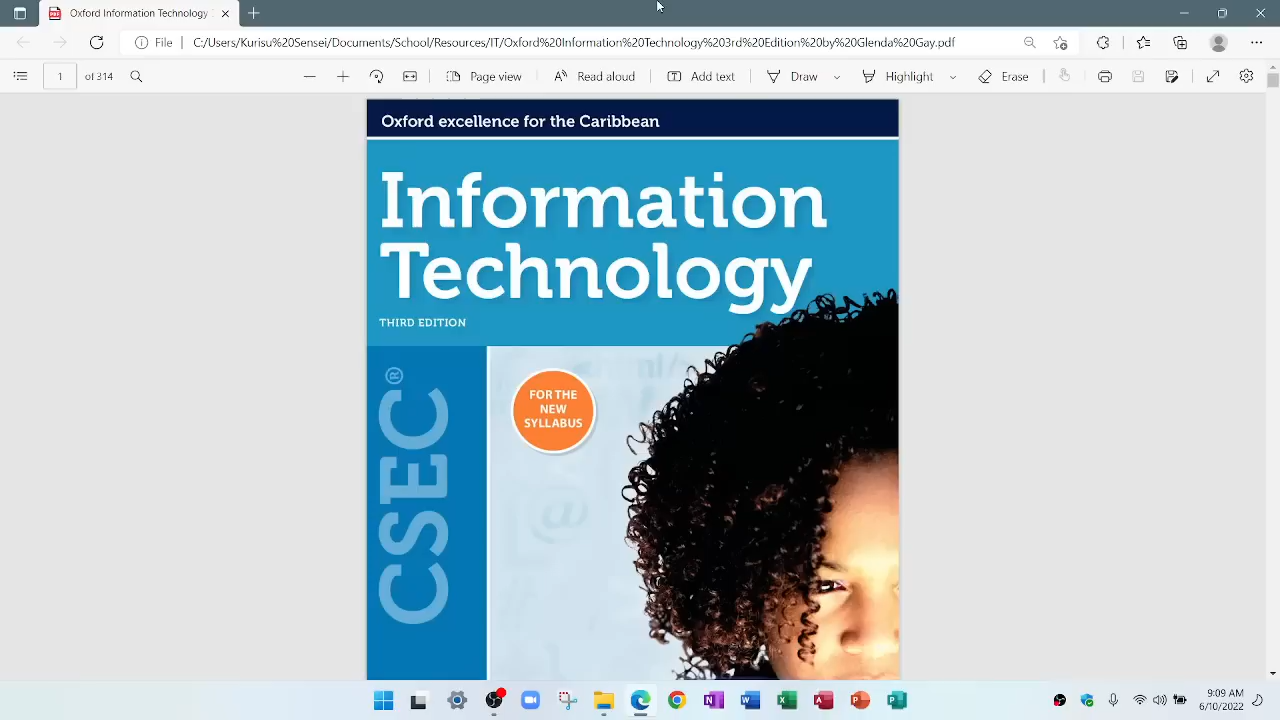 Oxford Information Technology
File
C:/Users/Kurisu%20Sensei/Documents/School/Resources/IT/Oxford%20Information%20Technology%203rd%20Edition%20by%20Glenda%20Gay.pdf
1 of 314
Page view
Read aloud
Add text
Draw
Highlight
Erase
Oxford excellence for the Caribbean
Information
Technology
THIRD EDITION
CSEC®
FOR THE
NEW
SYLLABUS
@
9:08 AM
6/10/2022